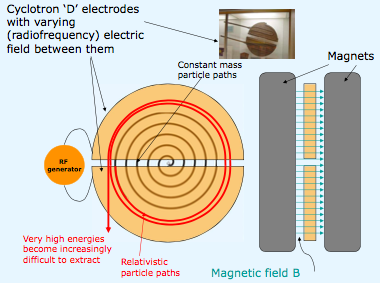 Cyclotron ‘D’ electrodes
with varying
(radiofrequency) electric
field between them
Constant mass
particle paths
Magnets
RF
generator
Very high energies
become increasingly
difficult to extract
Relativistic
particle paths
Magnetic field B